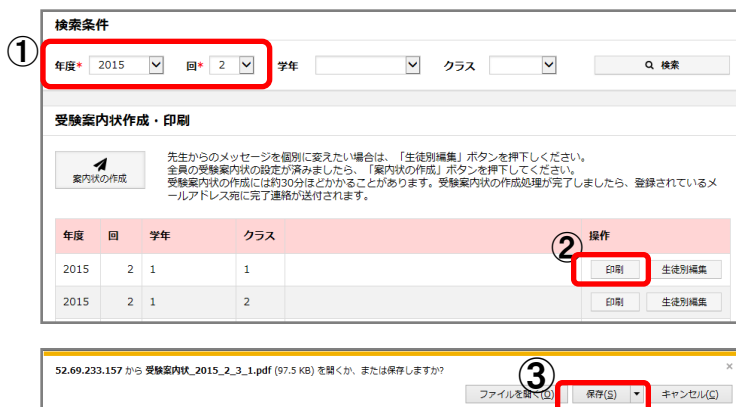 検索条件
①
年度* 2015 回* 2 学年 クラス 検索
受験案内状作成・印刷
案内状の作成
先生からのメッセージを個別に変えたい場合は、「生徒別編集」ボタンを押下しください。
全員の受験案内状の設定が済みましたら、「案内状の作成」ボタンを押下してください。
受験案内状の作成には約30分ほどかかることがあります。受験案内状の作成処理が完了しましたら、登録されているメ
ールアドレス宛に完了連絡が送付されます。
年度 回 学年 クラス ② 操作
2015 2 1 1 印刷 生徒別編集
2015 2 1 2 印刷 生徒別編集
52.69.233.157 から 受験案内状_2015_2_3_1.pdf (97.5 KB) を開くか、または保存しますか? ×
③
ファイルを開く(O) 保存(S) キャンセル(C)